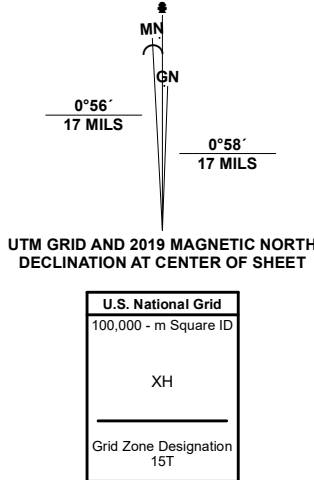 MN
GN
0°56´
17 MILS
0°58´
17 MILS
UTM GRID AND 2019 MAGNETIC NORTH
DECLINATION AT CENTER OF SHEET
U.S. National Grid
100,000 - m Square ID
XH
Grid Zone Designation
15T